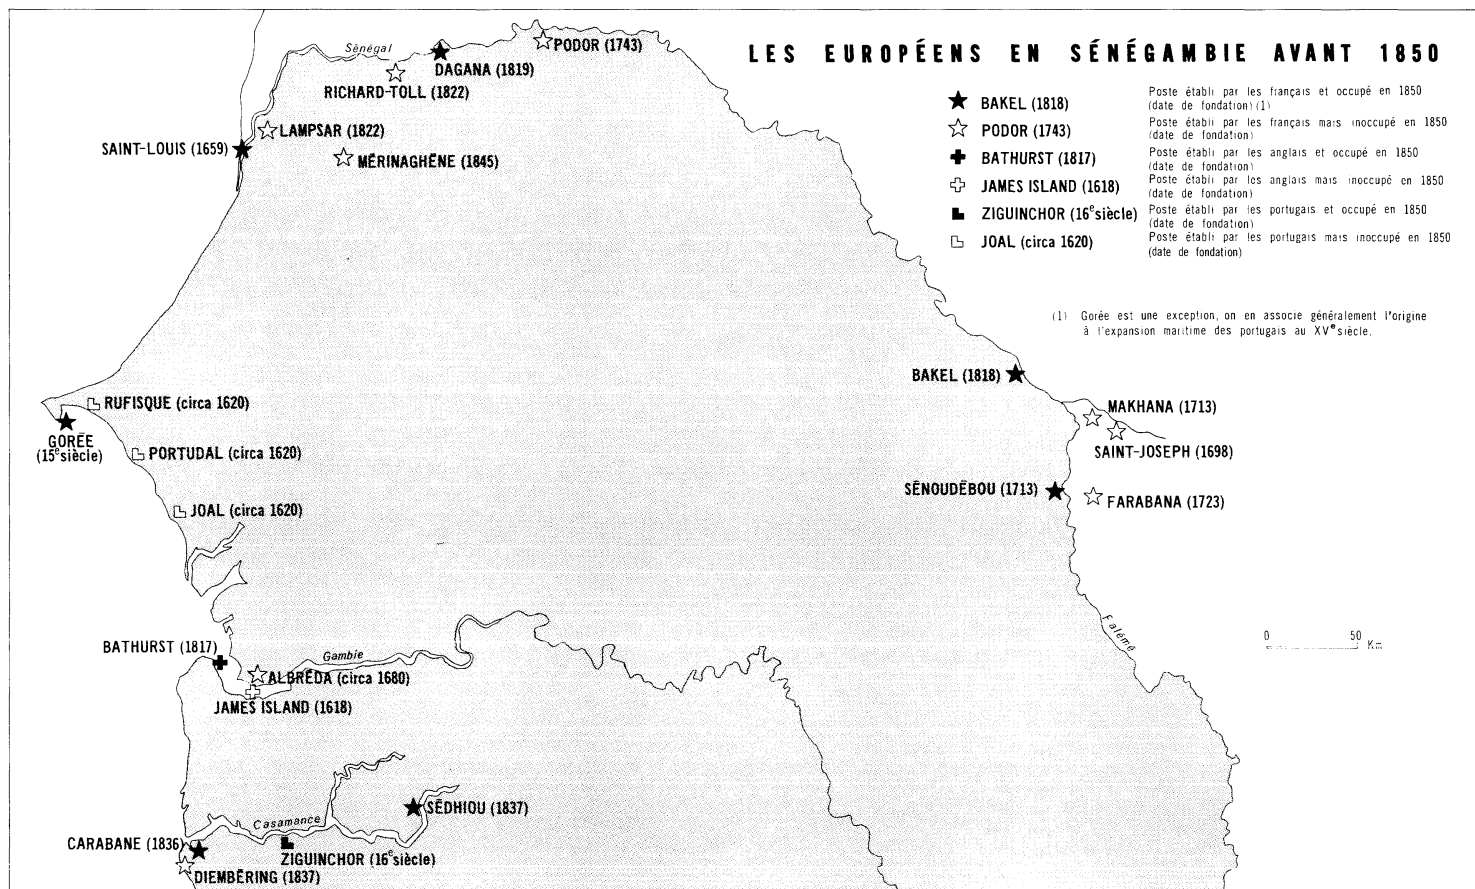 LES EUROPÉENS EN SÉNÉGAMBIE AVANT 1850
BAKEL (1818)
Poste établi par les français et occupé en 1850
(date de fondation) (1)
PODOR (1743)
Poste établi par les français mais inoccupé en 1850
(date de fondation)
BATHURST (1817)
Poste établi par les anglais et occupé en 1850
(date de fondation)
JAMES ISLAND (1618)
Poste établi par les anglais mais inoccupé en 1850
(date de fondation)
ZIGUINCHOR (16e siècle)
Poste établi par les portugais et occupé en 1850
(date de fondation)
JOAL (circa 1620)
Poste établi par les portugais mais inoccupé en 1850
(date de fondation)
(1) Gorée est une exception, on en associe généralement l'origine
à l'expansion maritime des portugais au XVe siècle.
Sénégal
PODOR (1743)
DAGANA (1819)
RICHARD-TOLL (1822)
LAMPSAR (1822)
SAINT-LOUIS (1659)
MÉRINAGHÊNE (1845)
BAKEL (1818)
RUFISQUE (circa 1620)
MAKHANA (1713)
GORÉE
(15e siècle)
PORTUDAL (circa 1620)
SAINT-JOSEPH (1698)
SÉNOUDÉBOU (1713)
FARABANA (1723)
JOAL (circa 1620)
Falémé
0 50 Km
BATHURST (1817)
Gambie
ALBRÉDA (circa 1680)
JAMES ISLAND (1618)
SÉDHIOU (1837)
Casamance
CARABANE (1836)
ZIGUINCHOR (16e siècle)
DIEMBÉRING (1837)